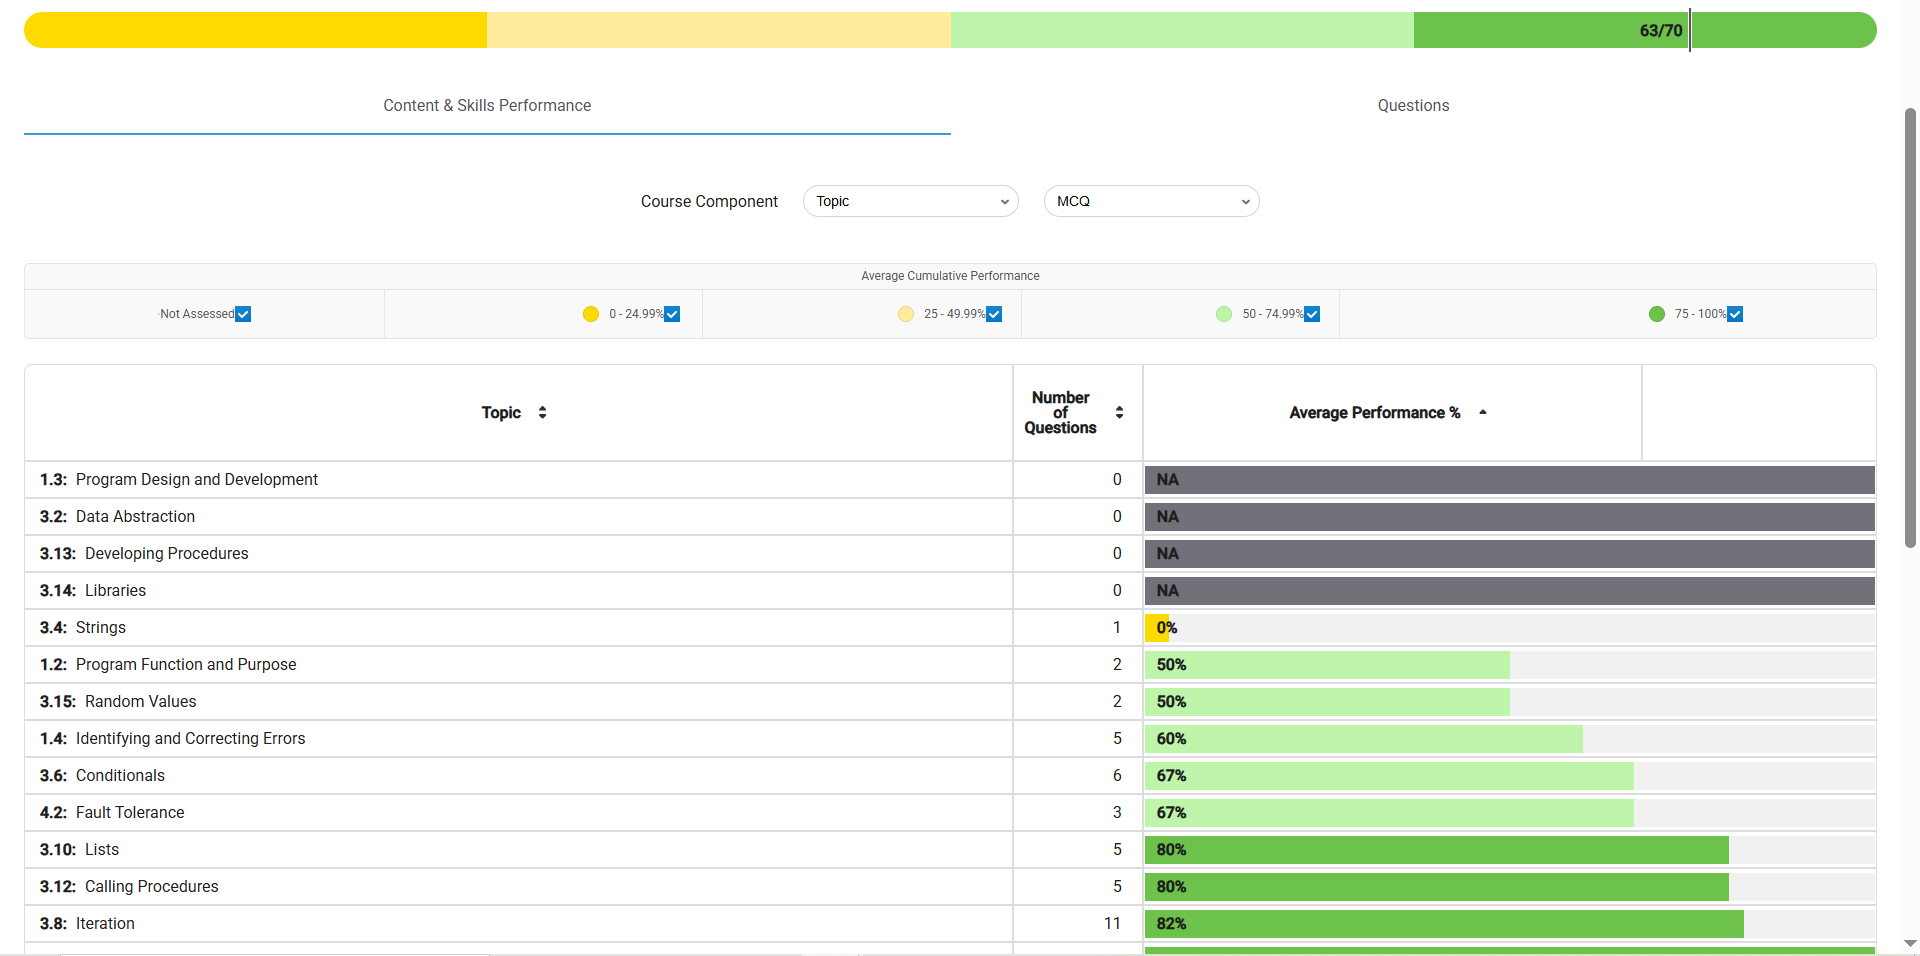 63/70
Content & Skills Performance Questions
Course Component Topic MCQ
Average Cumulative Performance
Not Assessed 0 - 24.99% 25 - 49.99% 50 - 74.99% 75 - 100%
Topic Number of Questions Average Performance %
1.3: Program Design and Development 0 NA
3.2: Data Abstraction 0 NA
3.13: Developing Procedures 0 NA
3.14: Libraries 0 NA
3.4: Strings 1 0%
1.2: Program Function and Purpose 2 50%
3.15: Random Values 2 50%
1.4: Identifying and Correcting Errors 5 60%
3.6: Conditionals 6 67%
4.2: Fault Tolerance 3 67%
3.10: Lists 5 80%
3.12: Calling Procedures 5 80%
3.8: Iteration 11 82%